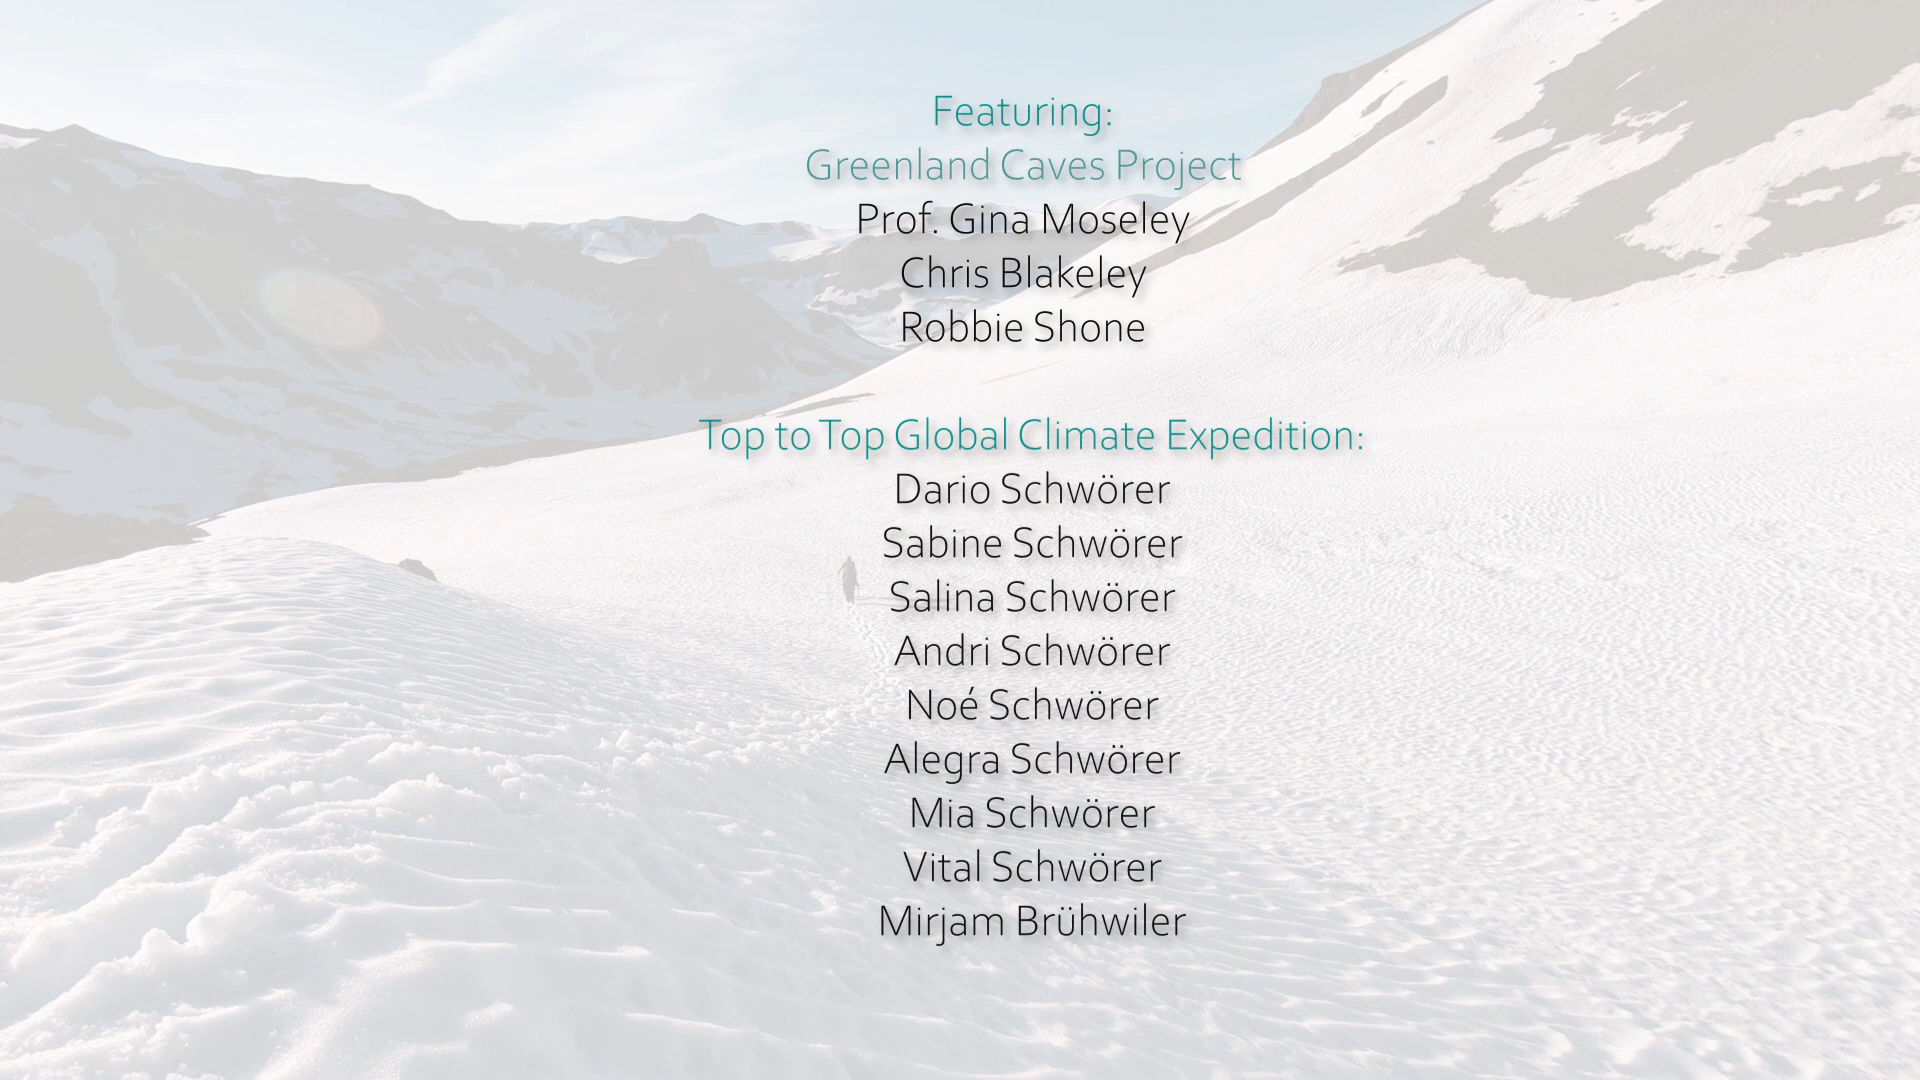 Featuring:
Greenland Caves Project
Prof. Gina Moseley
Chris Blakeley
Robbie Shone
Top to Top Global Climate Expedition:
Dario Schwörer
Sabine Schwörer
Salina Schwörer
Andri Schwörer
Noé Schwörer
Alegra Schwörer
Mia Schwörer
Vital Schwörer
Mirjam Brühwiler